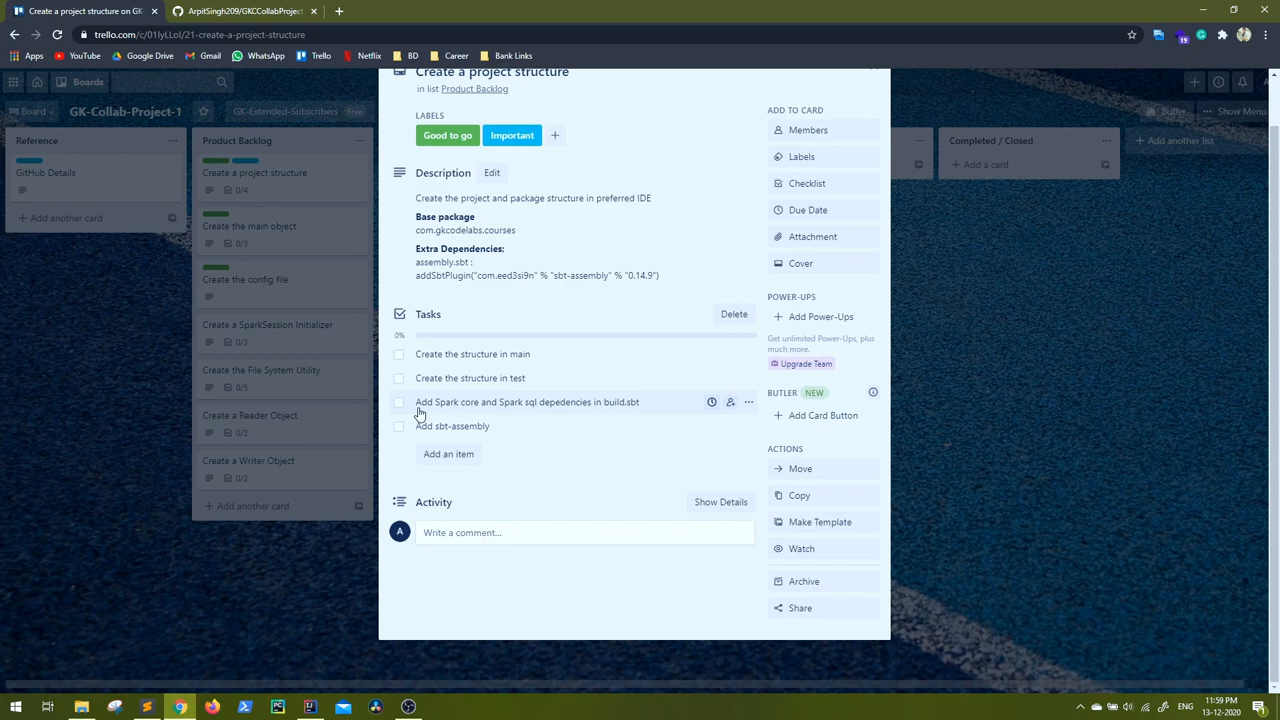 Create a project structure on GK-
ArpitSingh209/GKCollabProject
trello.com/c/01IyLLoI/21-create-a-project-structure
Apps
YouTube
Google Drive
Gmail
WhatsApp
Trello
Netflix
BD
Career
Bank Links
Boards
Board
GK-Collab-Project-1
GK-Extended-Subscribers
Free
Butler
Show Menu
Reference
GitHub Details
Add another card
Product Backlog
Create a project structure
0/4
Create the main object
0/3
Create the config file
Create a SparkSession Initializer
0/3
Create the File System Utility
0/5
Create a Reader Object
0/2
Create a Writer Object
0/2
Add another card
Create a project structure
in list Product Backlog
LABELS
Good to go
Important
Description
Edit
Create the project and package structure in preferred IDE
Base package
com.gkcodelabs.courses
Extra Dependencies:
assembly.sbt :
addSbtPlugin("com.eed3si9n" % "sbt-assembly" % "0.14.9")
Tasks
Delete
0%
Create the structure in main
Create the structure in test
Add Spark core and Spark sql depedencies in build.sbt
Add sbt-assembly
Add an item
Activity
Show Details
A
Write a comment...
ADD TO CARD
Members
Labels
Checklist
Due Date
Attachment
Cover
POWER-UPS
Add Power-Ups
Get unlimited Power-Ups, plus
much more.
Upgrade Team
BUTLER
NEW
Add Card Button
ACTIONS
Move
Copy
Make Template
Watch
Archive
Share
Completed / Closed
Add a card
Add another list
ENG
11:59 PM
13-12-2020